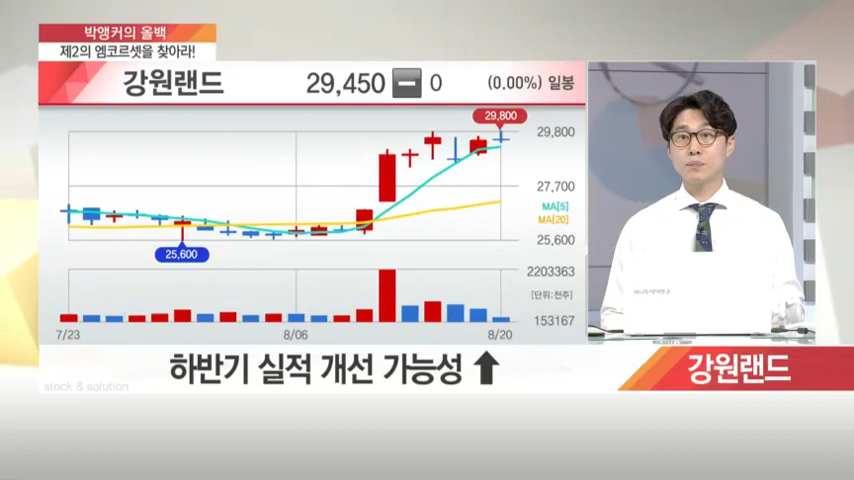 박앵커의 올백
제2의 엠코르셋을 찾아라!
강원랜드 29,450 0 (0.00%) 일봉
29,800
29,800
27,700
MA[5]
MA[20]
25,600
25,600
2203363
[단위:천주]
153167
7/23 8/06 8/20
하반기 실적 개선 가능성 ↑
강원랜드
stock & solution